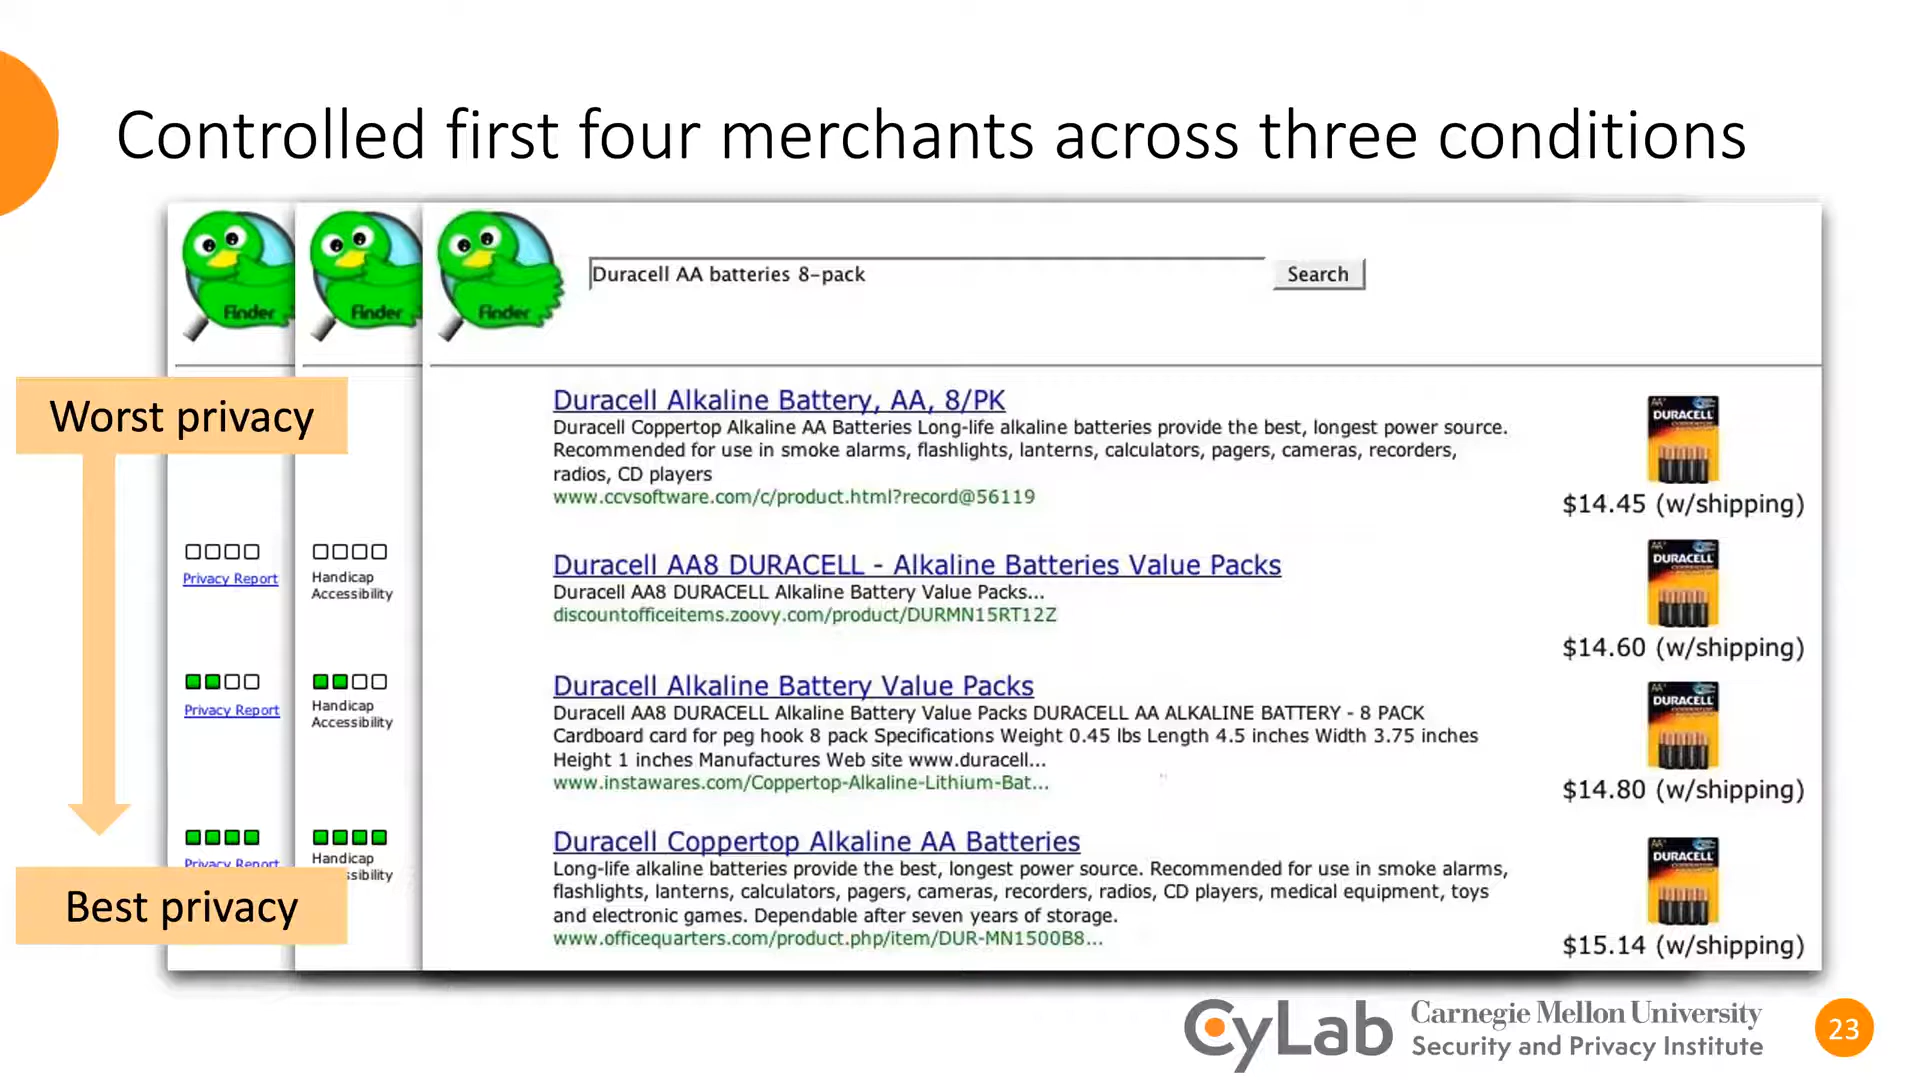 Controlled first four merchants across three conditions
Finder
Finder
Finder
Duracell AA batteries 8-pack
Search
Worst privacy
Privacy Report
Handicap
Accessibility
Privacy Report
Handicap
Accessibility
Privacy Report
Handicap
ssibility
Best privacy
Duracell Alkaline Battery, AA, 8/PK
Duracell Coppertop Alkaline AA Batteries Long-life alkaline batteries provide the best, longest power source.
Recommended for use in smoke alarms, flashlights, lanterns, calculators, pagers, cameras, recorders,
radios, CD players
www.ccvsoftware.com/c/product.html?record@56119
DURACELL
$14.45 (w/shipping)
Duracell AA8 DURACELL - Alkaline Batteries Value Packs
Duracell AA8 DURACELL Alkaline Battery Value Packs...
discountofficeitems.zoovy.com/product/DURMN15RT12Z
DURACELL
$14.60 (w/shipping)
Duracell Alkaline Battery Value Packs
Duracell AA8 DURACELL Alkaline Battery Value Packs DURACELL AA ALKALINE BATTERY - 8 PACK
Cardboard card for peg hook 8 pack Specifications Weight 0.45 lbs Length 4.5 inches Width 3.75 inches
Height 1 inches Manufactures Web site www.duracell...
www.instawares.com/Coppertop-Alkaline-Lithium-Bat...
DURACELL
$14.80 (w/shipping)
Duracell Coppertop Alkaline AA Batteries
Long-life alkaline batteries provide the best, longest power source. Recommended for use in smoke alarms,
flashlights, lanterns, calculators, pagers, cameras, recorders, radios, CD players, medical equipment, toys
and electronic games. Dependable after seven years of storage.
www.officequarters.com/product.php/item/DUR-MN1500B8...
DURACELL
$15.14 (w/shipping)
CyLab
Carnegie Mellon University
Security and Privacy Institute
23